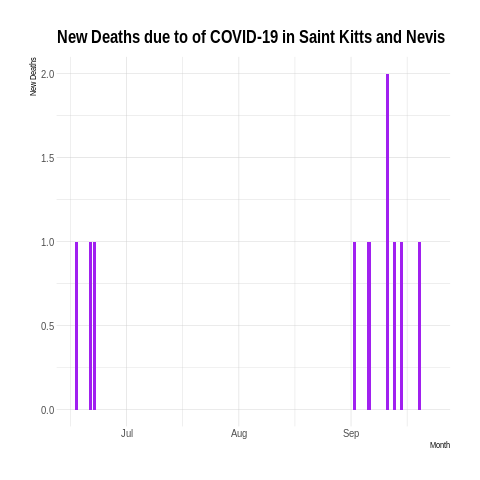 New Deaths due to of COVID-19 in Saint Kitts and Nevis
New Deaths
2.0
1.5
1.0
0.5
0.0
Jul Aug Sep
Month